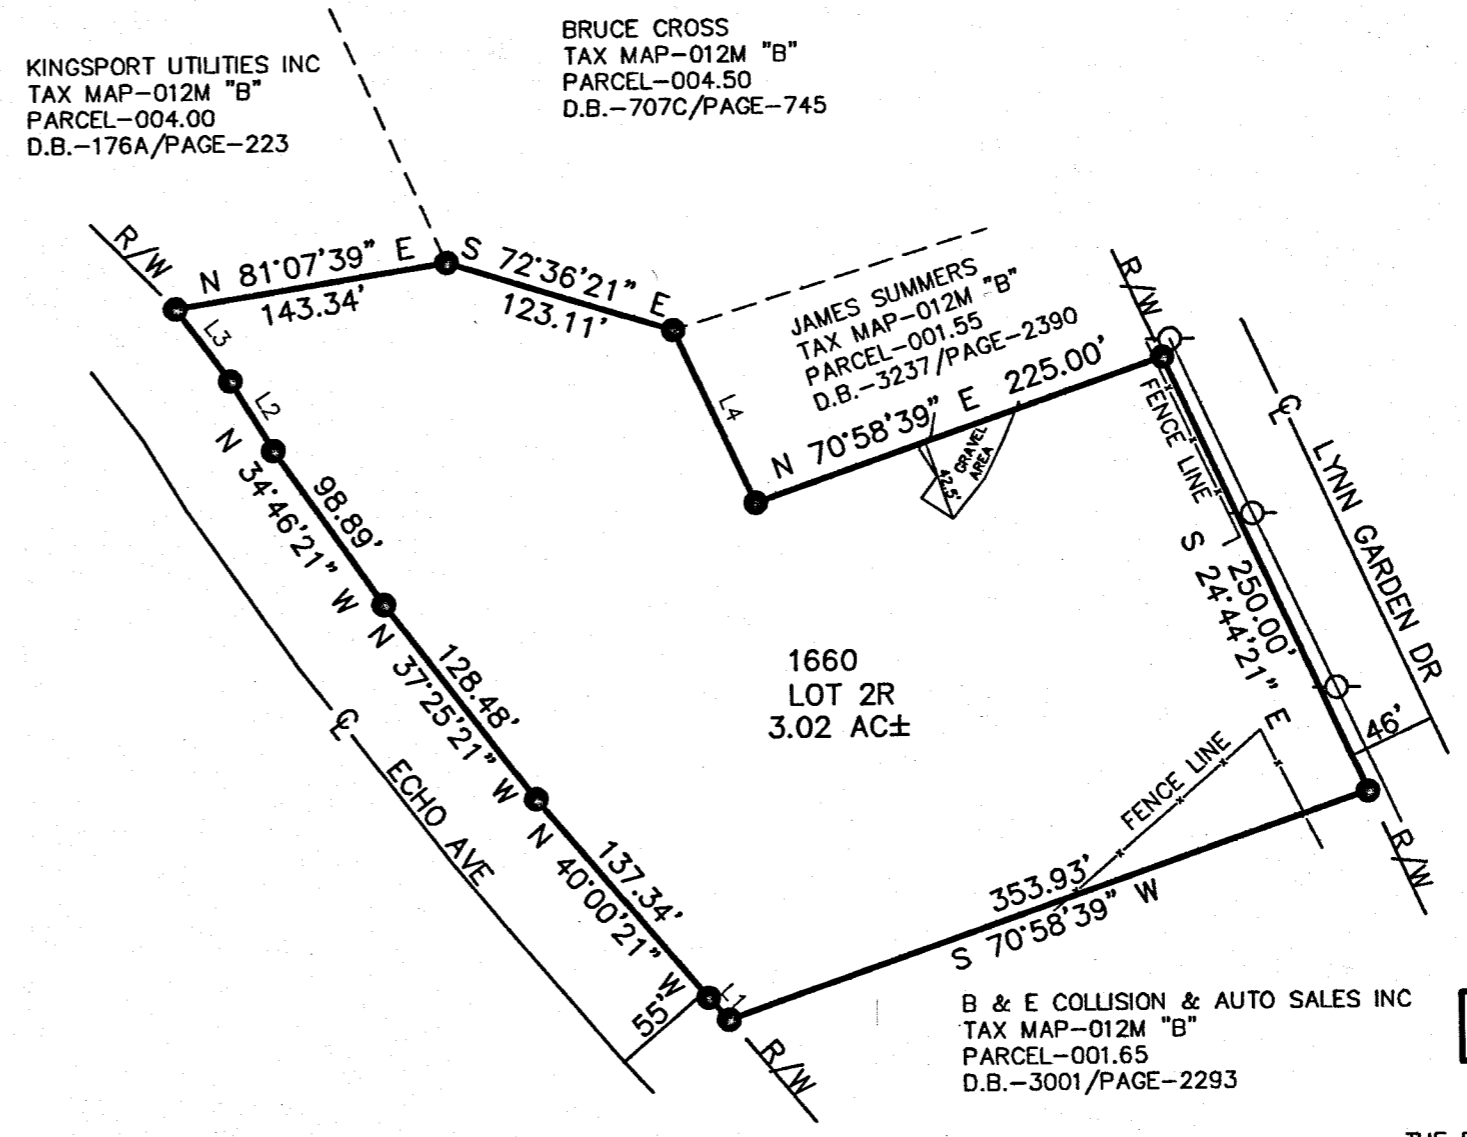 BRUCE CROSS
TAX MAP-012M "B"
PARCEL-004.50
D.B.-707C/PAGE-745
KINGSPORT UTILITIES INC
TAX MAP-012M "B"
PARCEL-004.00
D.B.-176A/PAGE-223
R/W
N 81°07'39" E
143.34'
S 72°36'21" E
123.11'
JAMES SUMMERS
TAX MAP-012M "B"
PARCEL-001.55
D.B.-3237/PAGE-2390
N 70°58'39" E 225.00'
R/W
L3
L2
L4
GRAVEL
AREA
42.5'
FENCE LINE
℄ LYNN GARDEN DR
98.89'
N 34°46'21" W
250.00'
S 24°44'21" E
128.48'
N 37°25'21" W
1660
LOT 2R
3.02 AC±
46'
℄ ECHO AVE
FENCE LINE
137.34'
N 40°00'21" W
353.93'
S 70°58'39" W
R/W
L1
55'
R/W
B & E COLLISION & AUTO SALES INC
TAX MAP-012M "B"
PARCEL-001.65
D.B.-3001/PAGE-2293